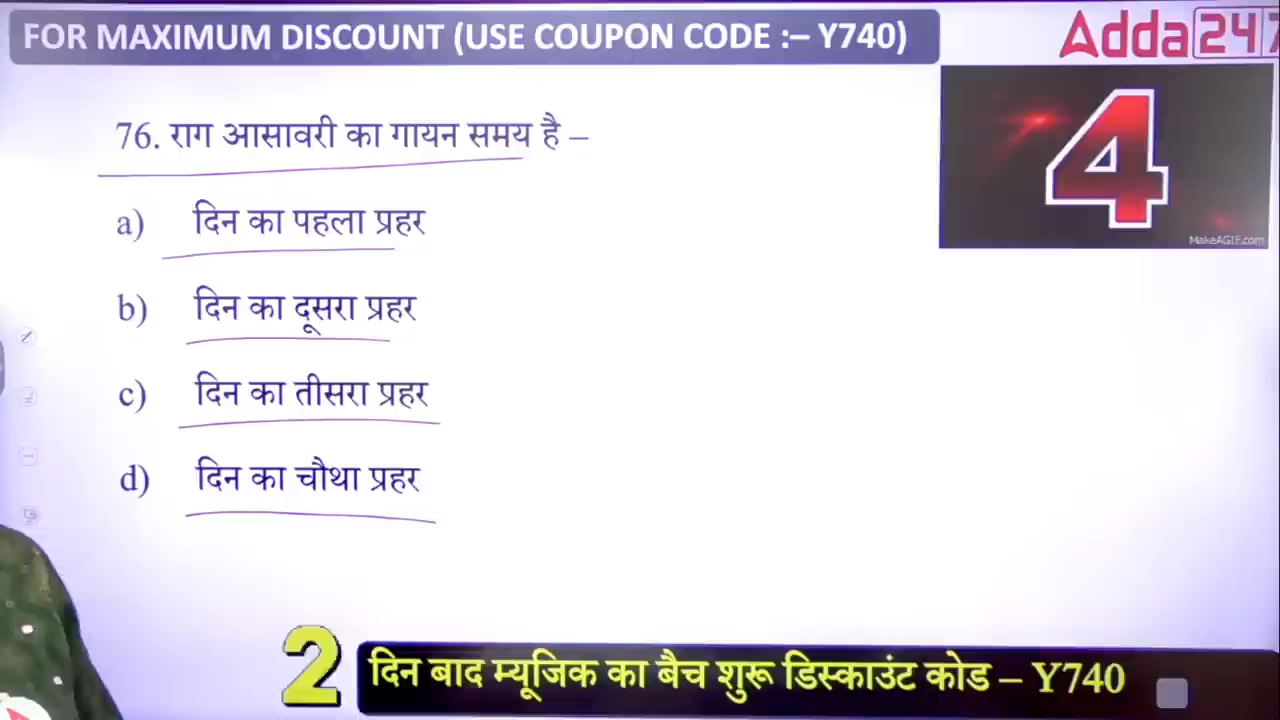 FOR MAXIMUM DISCOUNT (USE COUPON CODE :– Y740)
Adda247
4
MakeAGIF.com
76. राग आसावरी का गायन समय है –
a) दिन का पहला प्रहर
b) दिन का दूसरा प्रहर
c) दिन का तीसरा प्रहर
d) दिन का चौथा प्रहर
2 दिन बाद म्यूजिक का बैच शुरू डिस्काउंट कोड – Y740